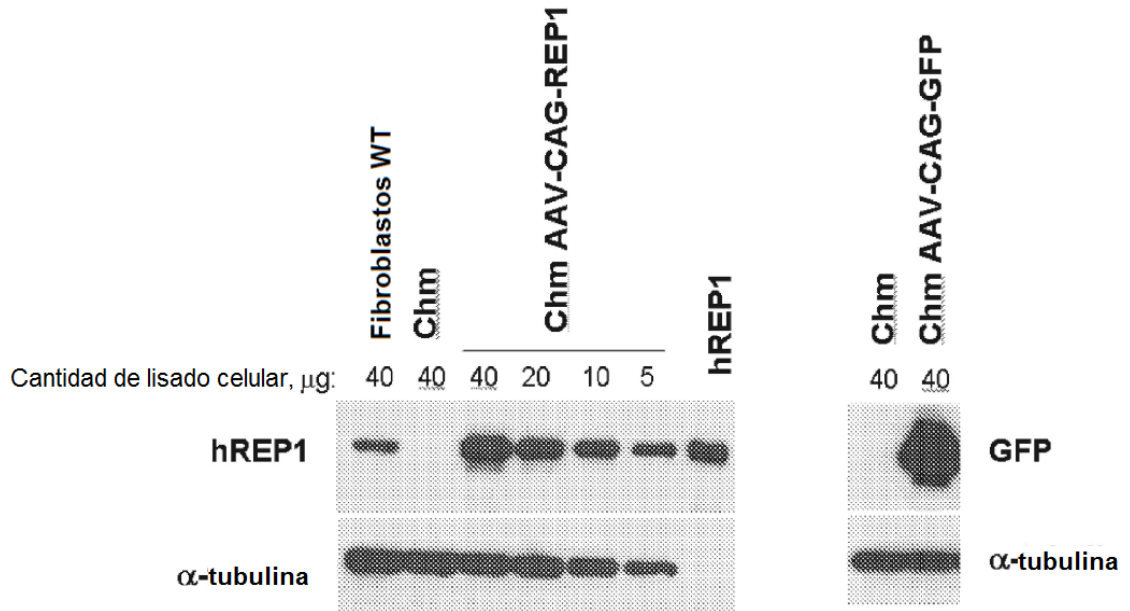 Fibroblastos WT
Chm
Chm AAV-CAG-REP1
hREP1
Chm
Chm AAV-CAG-GFP
Cantidad de lisado celular, μg: 40 40 40 20 10 5 40 40
hREP1 GFP
α-tubulina α-tubulina